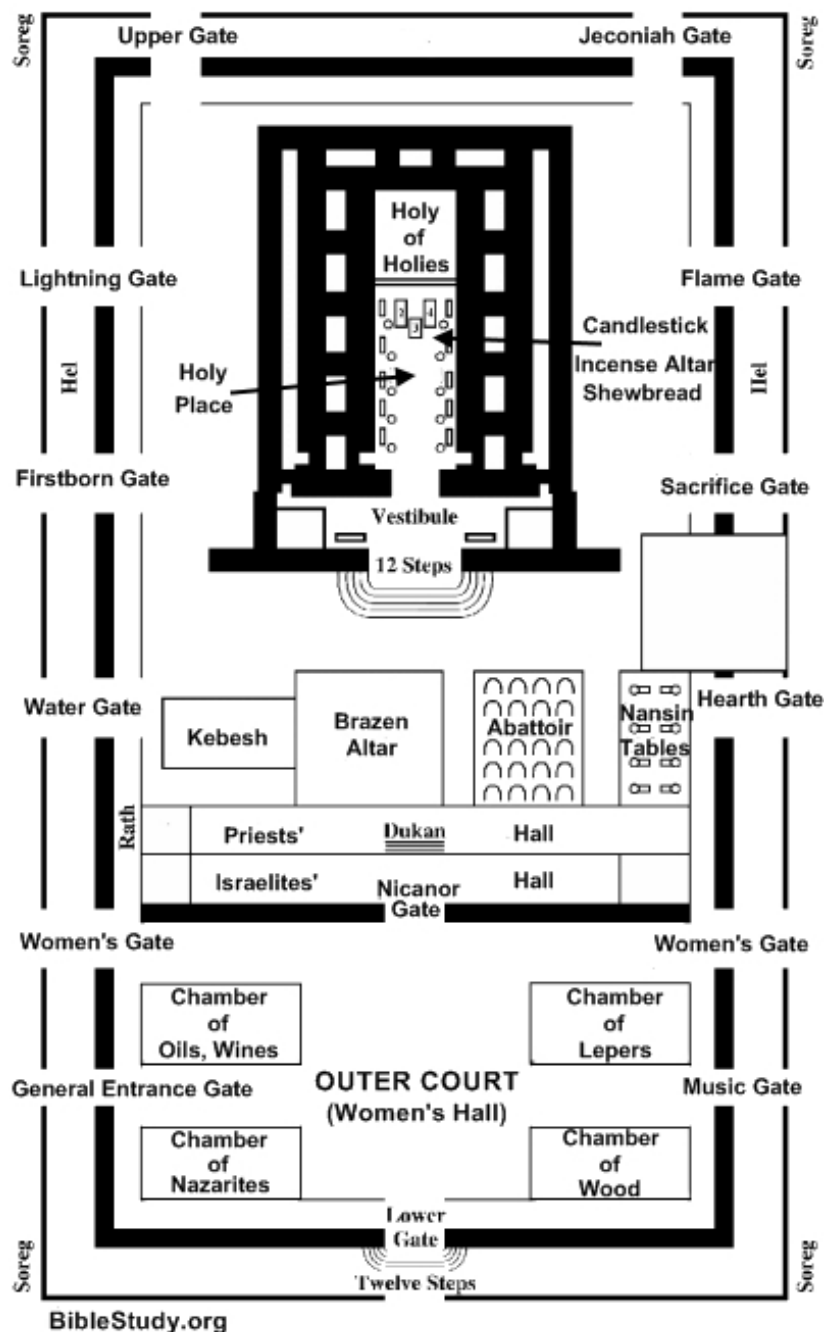 Soreg
Upper Gate
Jeconiah Gate
Soreg
Holy
of
Holies
Lightning Gate
Flame Gate
2
4
3
Candlestick
Incense Altar
Shewbread
Hel
Holy
Place
Hel
Firstborn Gate
Sacrifice Gate
Vestibule
12 Steps
Water Gate
Kebesh
Brazen
Altar
Abattoir
Nansin
Tables
Hearth Gate
Rath
Priests' Dukan Hall
Israelites' Nicanor Hall
Gate
Women's Gate
Women's Gate
Chamber
of
Oils, Wines
Chamber
of
Lepers
General Entrance Gate
OUTER COURT
(Women's Hall)
Music Gate
Chamber
of
Nazarites
Chamber
of
Wood
Lower
Gate
Soreg
Twelve Steps
Soreg
BibleStudy.org